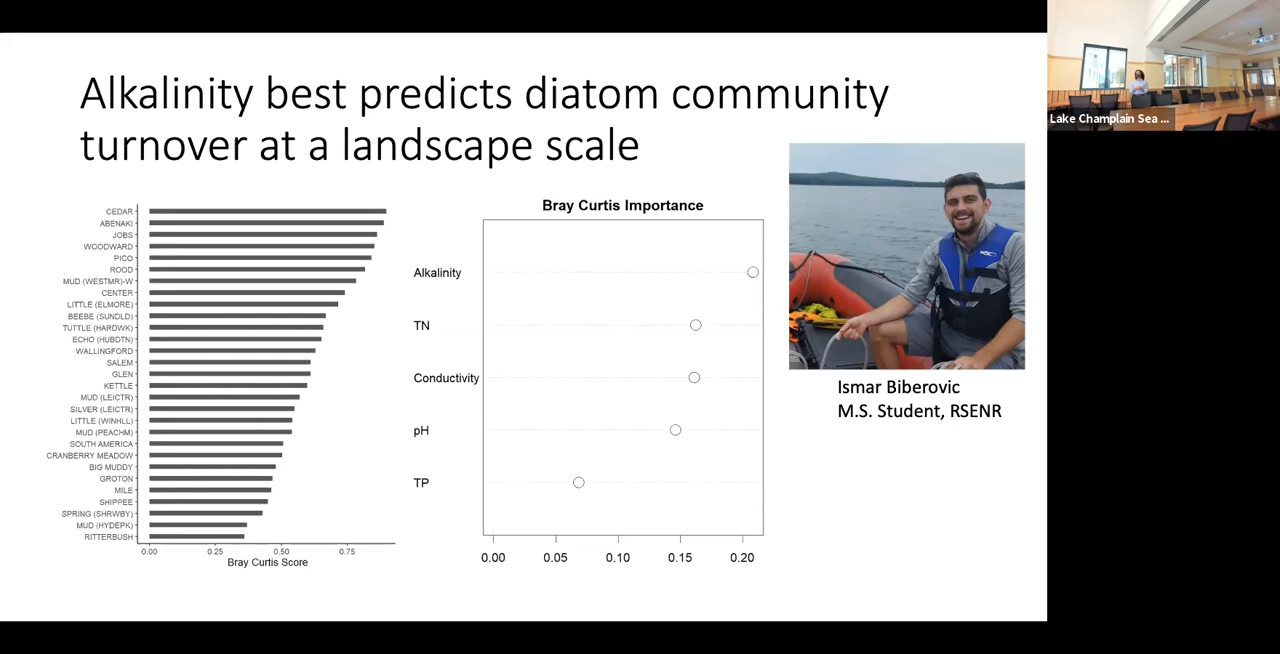 Alkalinity best predicts diatom community
turnover at a landscape scale
CEDAR
ABENAKI
JOBS
WOODWARD
PICO
ROOD
MUD (WESTMR)-W
CENTER
LITTLE (ELMORE)
BEEBE (SUNDLD)
TUTTLE (HARDWK)
ECHO (HUBDTN)
WALLINGFORD
SALEM
GLEN
KETTLE
MUD (LEICTR)
SILVER (LEICTR)
LITTLE (WINHLL)
MUD (PEACHM)
SOUTH AMERICA
CRANBERRY MEADOW
BIG MUDDY
GROTON
MILE
SHIPPEE
SPRING (SHRWBY)
MUD (HYDEPK)
RITTERBUSH
0.00 0.25 0.50 0.75
Bray Curtis Score
Bray Curtis Importance
Alkalinity
TN
Conductivity
pH
TP
0.00 0.05 0.10 0.15 0.20
Ismar Biberovic
M.S. Student, RSENR
Lake Champlain Sea ...